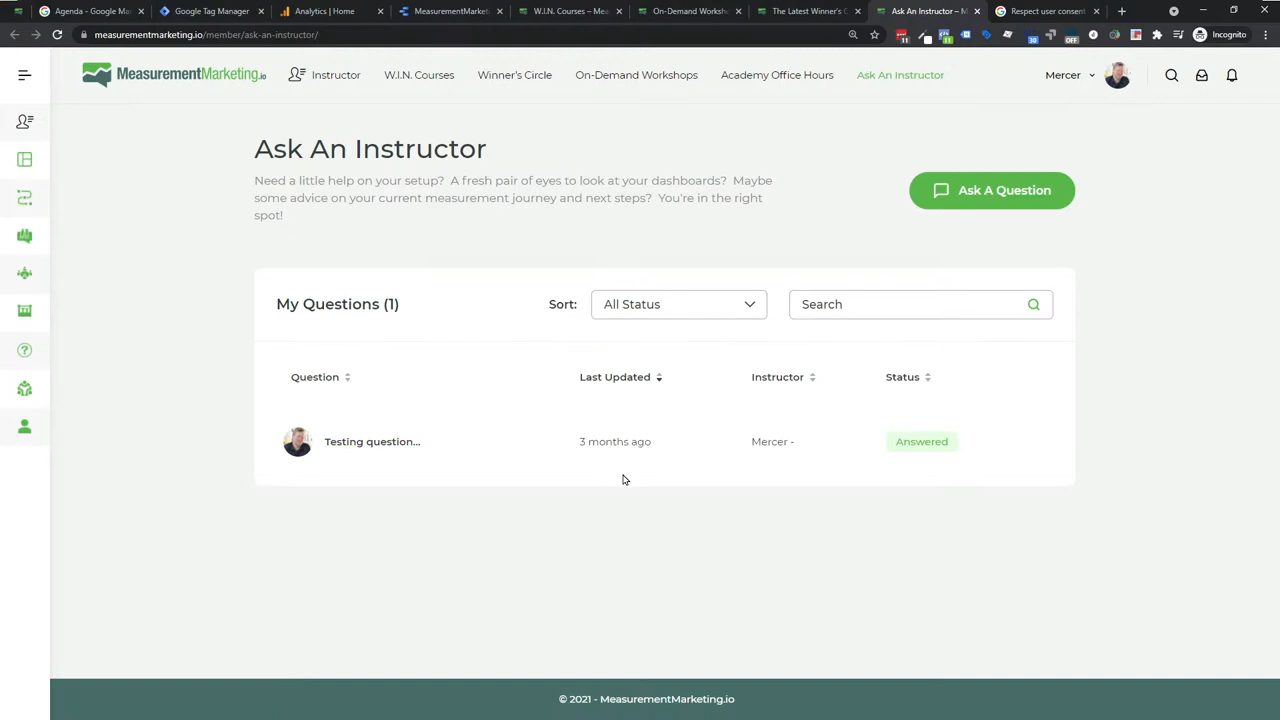 Agenda – Google Ma
Google Tag Manager
Analytics | Home
MeasurementMarke
W.I.N. Courses – Mea
On-Demand Worksh
The Latest Winner's C
Ask An Instructor – M
Respect user consent
measurementmarketing.io/member/ask-an-instructor/
11
11
30
OFF
Incognito
MeasurementMarketing.io
Instructor
W.I.N. Courses
Winner's Circle
On-Demand Workshops
Academy Office Hours
Ask An Instructor
Mercer
Ask An Instructor
Need a little help on your setup? A fresh pair of eyes to look at your dashboards? Maybe
some advice on your current measurement journey and next steps? You're in the right
spot!
Ask A Question
My Questions (1)
Sort:
All Status
Search
Question
Last Updated
Instructor
Status
Testing question...
3 months ago
Mercer -
Answered
© 2021 - MeasurementMarketing.io